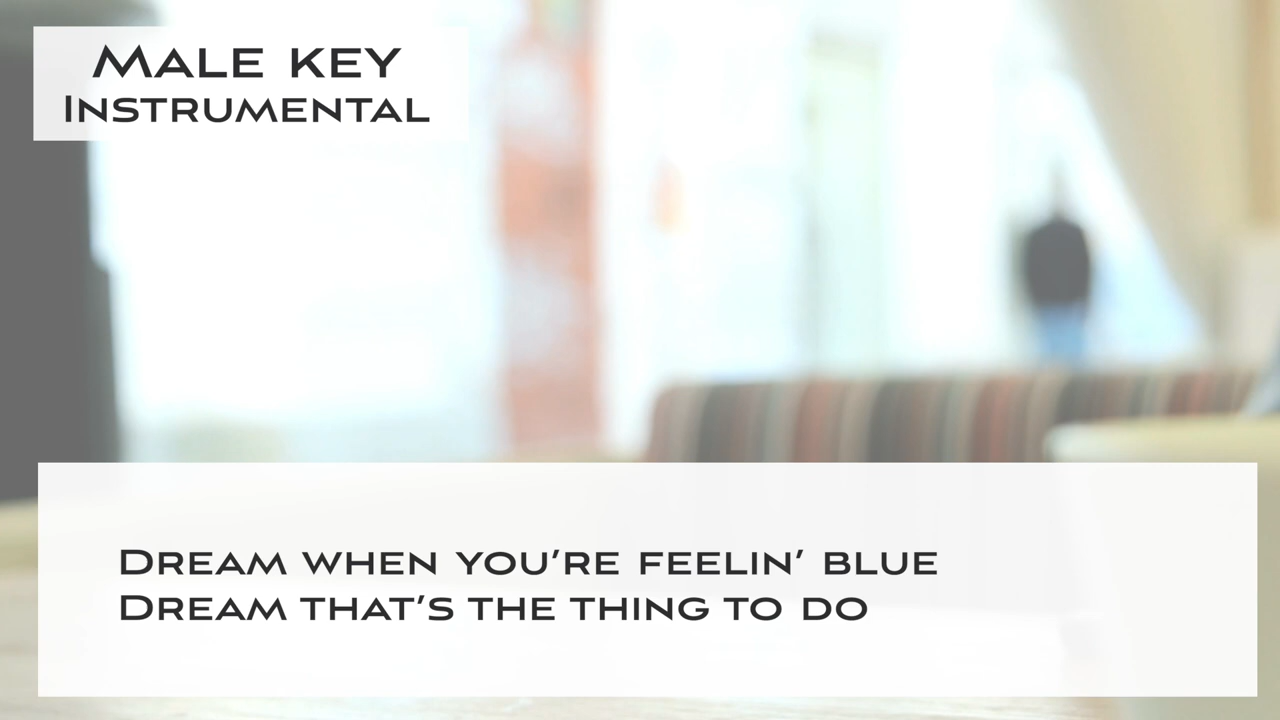 Male key
Instrumental
Dream when you're feelin' blue
Dream that's the thing to do